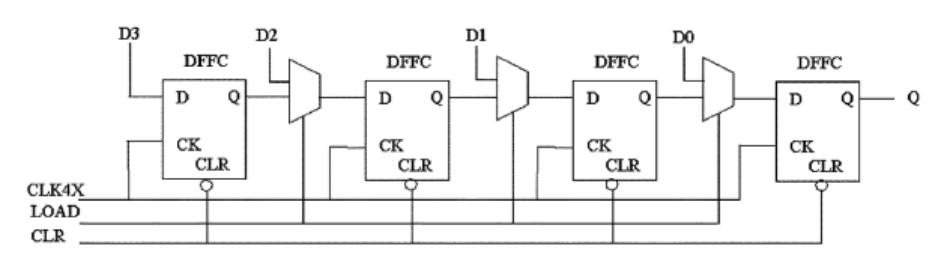 D3 D2 D1 D0
DFFC DFFC DFFC DFFC
D Q D Q D Q D Q Q
CK CK CK CK
CLR CLR CLR CLR
CLK4X
LOAD
CLR